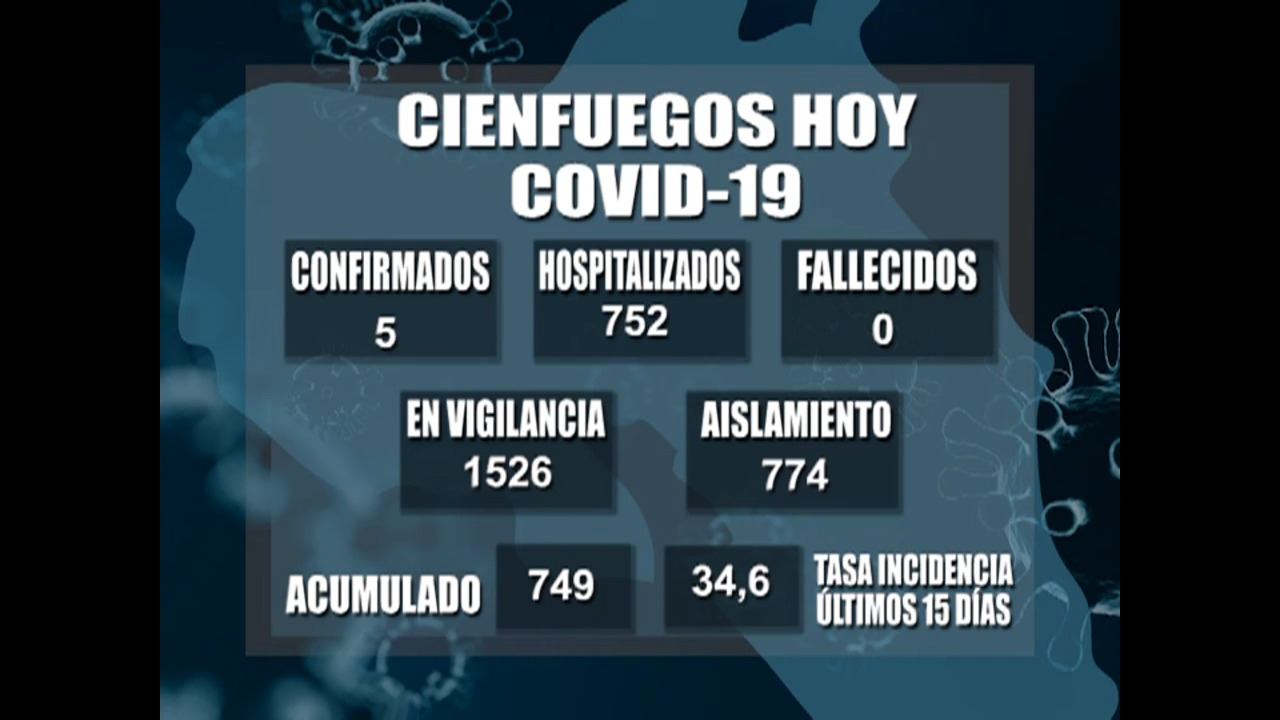 CIENFUEGOS HOY
COVID-19
CONFIRMADOS
5
HOSPITALIZADOS
752
FALLECIDOS
0
EN VIGILANCIA
1526
AISLAMIENTO
774
ACUMULADO
749
34,6
TASA INCIDENCIA
ÚLTIMOS 15 DÍAS